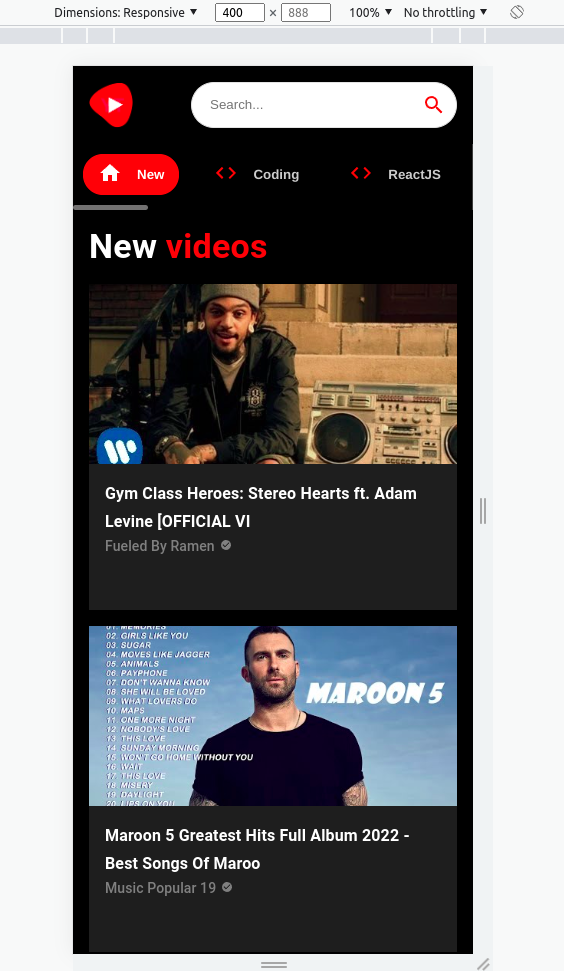 Dimensions: Responsive ▼ 400 × 888 100% ▼ No throttling ▼
Search...
New Coding ReactJS
New videos
Gym Class Heroes: Stereo Hearts ft. Adam
Levine [OFFICIAL VI
Fueled By Ramen
01. MEMORIES
02. GIRLS LIKE YOU
03. SUGAR
04. MOVES LIKE JAGGER
05. ANIMALS
06. PAYPHONE
07. DON'T WANNA KNOW
08. SHE WILL BE LOVED
09. WHAT LOVERS DO
10. MAPS
11. ONE MORE NIGHT
12. NOBODY'S LOVE
13. THIS LOVE
14. SUNDAY MORNING
15. WON'T GO HOME WITHOUT YOU
16. WAIT
17. THIS LOVE
18. MISERY
19. DAYLIGHT
20. LIPS ON YOU
MAROON 5
Maroon 5 Greatest Hits Full Album 2022 -
Best Songs Of Maroo
Music Popular 19